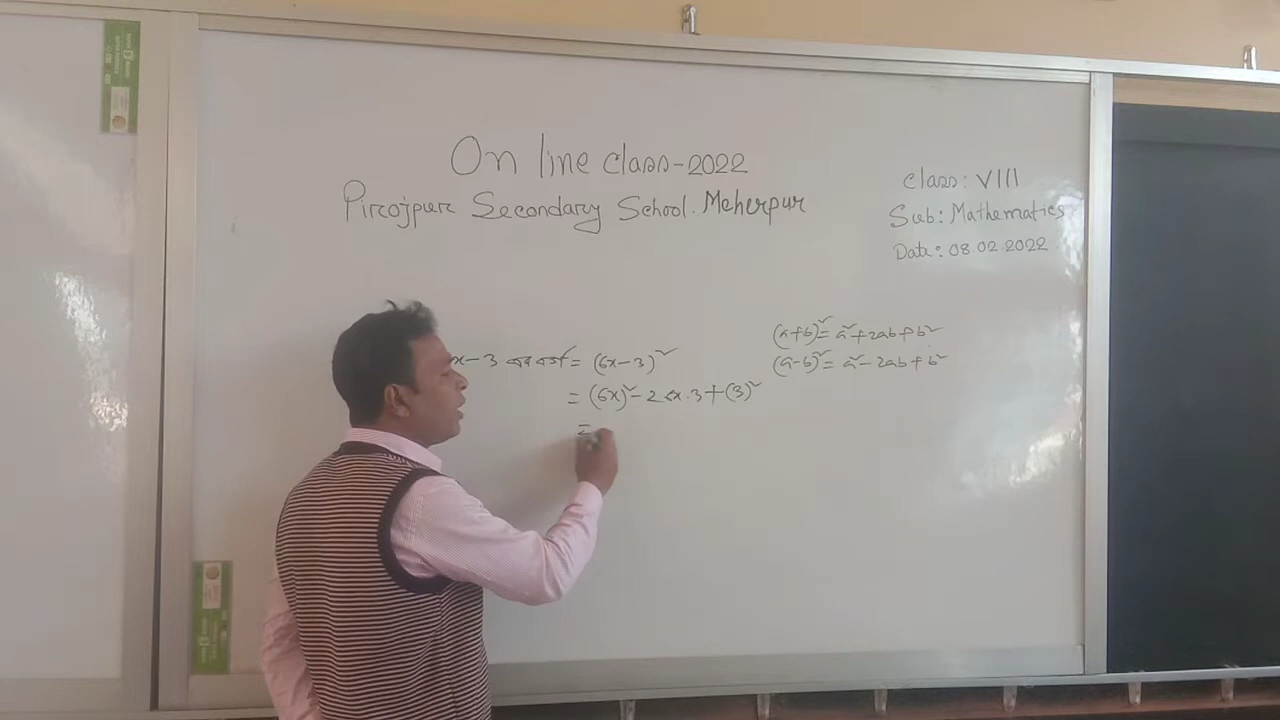 On line Class-2022
Pirojpur Secondary School. Meherpur
Class: VIII
Sub: Mathematics
Date: 08.02.2022
(a+b)²= a²+2ab+b²
(a-b)²= a²-2ab+b²
x-3 এর বর্গ = (6x-3)²
= (6x)²-2.6x.3+(3)²
=